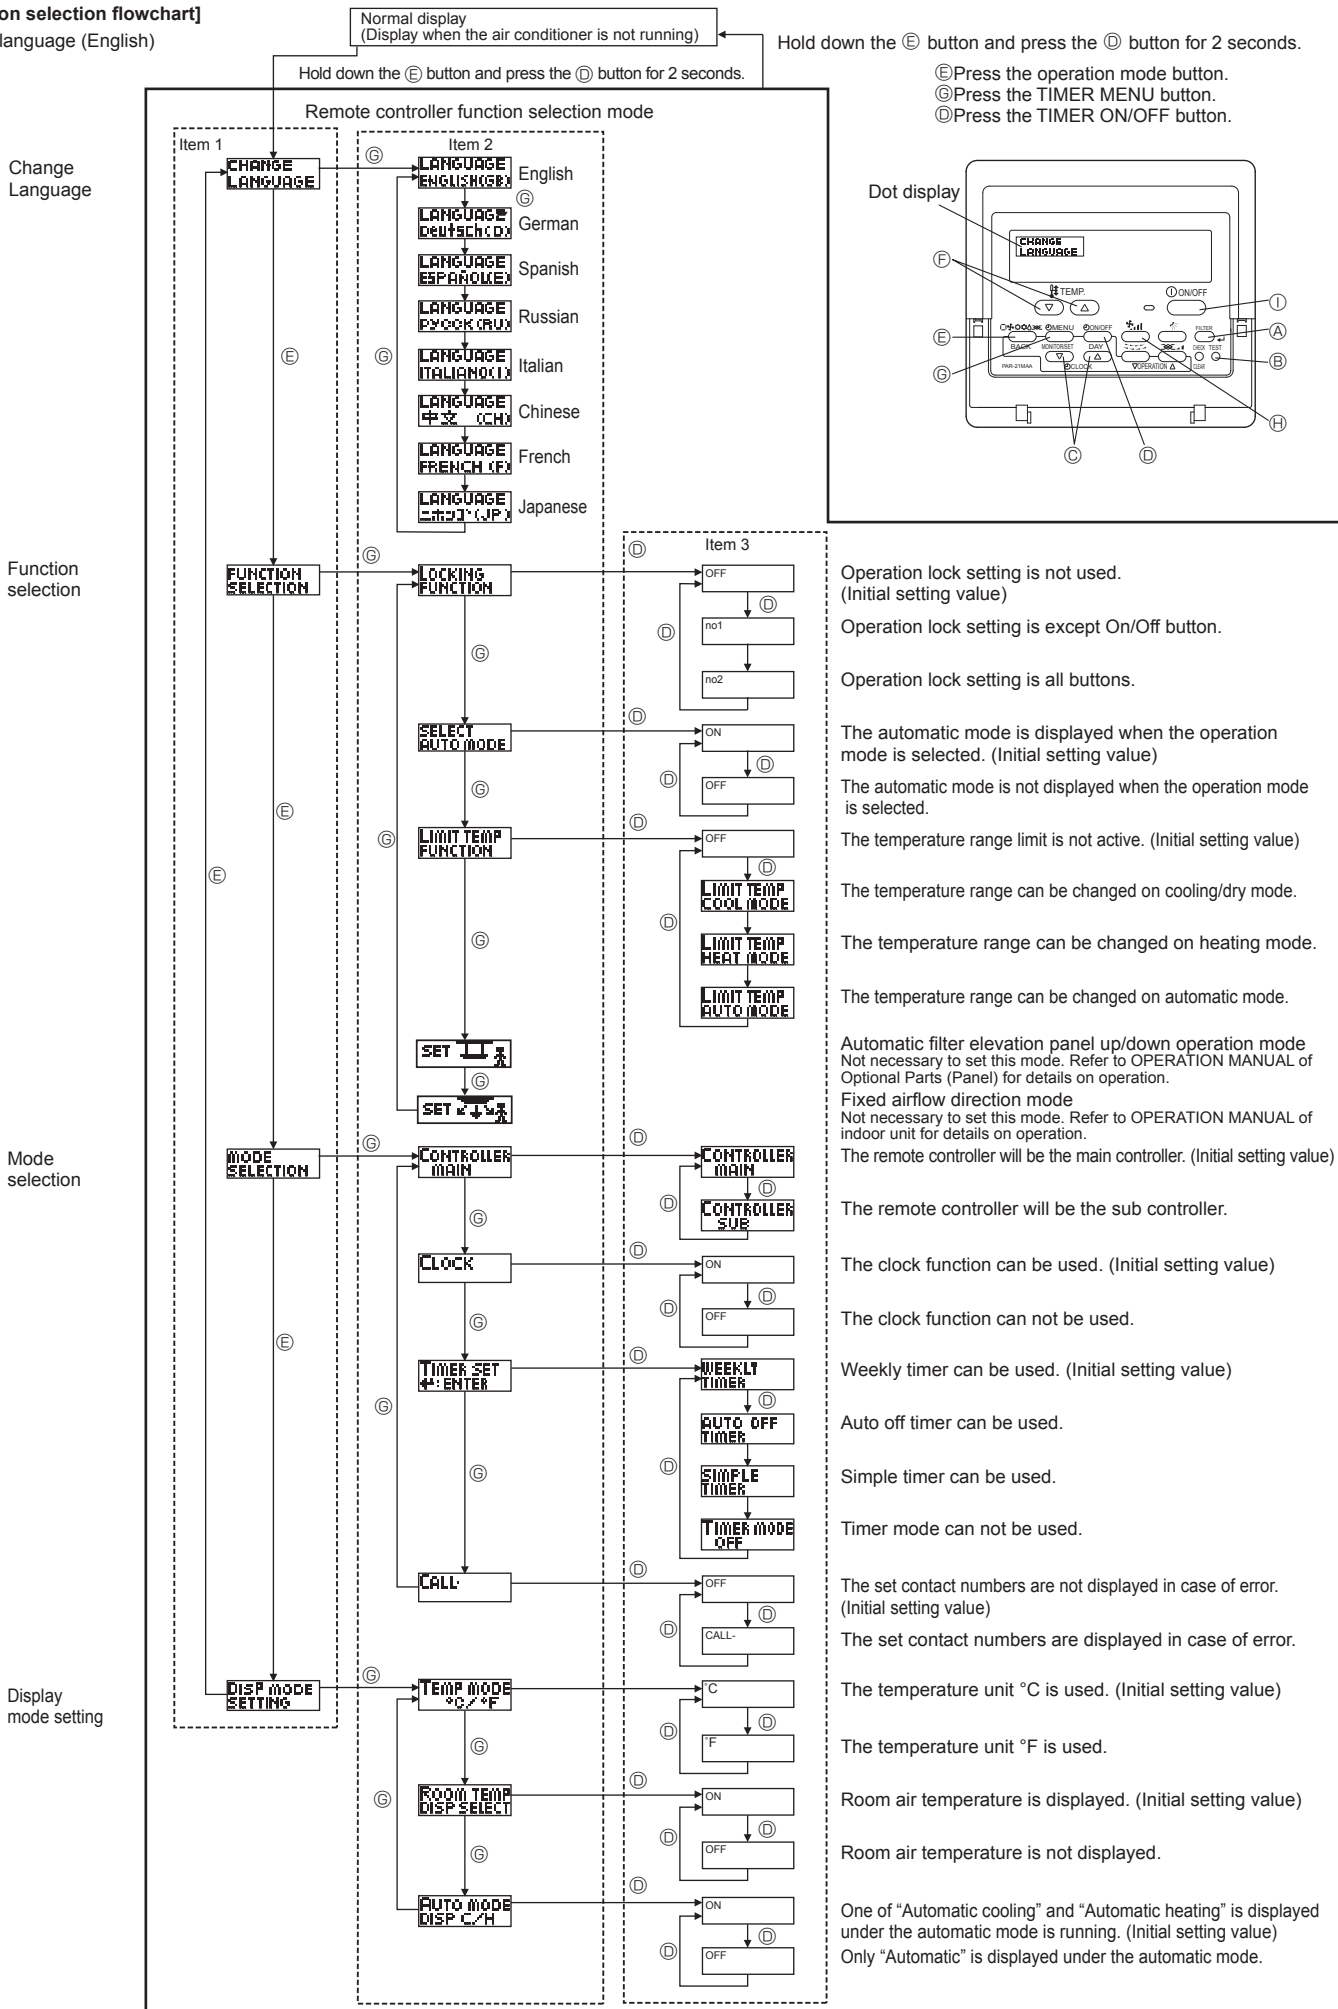 on selection flowchart]
language (English)
Normal display
(Display when the air conditioner is not running)
Hold down the Ⓔ button and press the Ⓓ button for 2 seconds.
Hold down the Ⓔ button and press the Ⓓ button for 2 seconds.
ⒺPress the operation mode button.
ⒼPress the TIMER MENU button.
ⒹPress the TIMER ON/OFF button.
Remote controller function selection mode
Item 1
Item 2
Change
Language
CHANGE
LANGUAGE
Ⓖ
LANGUAGE
ENGLISH(GB)
English
Ⓖ
LANGUAGE
Deutsch(D)
German
LANGUAGE
ESPAÑOL(E)
Spanish
LANGUAGE
РУССК(RU)
Russian
LANGUAGE
ITALIANO(I)
Italian
LANGUAGE
中文 (CH)
Chinese
LANGUAGE
FRENCH (F)
French
LANGUAGE
ニホンゴ(JP)
Japanese
Ⓔ
Ⓖ
Dot display
CHANGE
LANGUAGE
TEMP.
ON/OFF
MENU
ON/OFF
FILTER
BACK
MONITOR/SET
DAY
CHECK TEST
PAR-21MAA
CLOCK
▽OPERATION △
CLEAR
Ⓕ
Ⓔ
Ⓖ
Ⓘ
Ⓐ
Ⓑ
Ⓗ
Ⓒ
Ⓓ
Item 3
Function
selection
FUNCTION
SELECTION
Ⓖ
LOCKING
FUNCTION
Ⓓ
OFF
Operation lock setting is not used.
(Initial setting value)
Ⓓ
Ⓓ
no1
Operation lock setting is except On/Off button.
Ⓖ
no2
Operation lock setting is all buttons.
SELECT
AUTO MODE
Ⓓ
ON
The automatic mode is displayed when the operation
mode is selected. (Initial setting value)
Ⓓ
Ⓓ
OFF
The automatic mode is not displayed when the operation mode
is selected.
Ⓖ
Ⓔ
Ⓖ
Ⓔ
LIMIT TEMP
FUNCTION
Ⓓ
OFF
The temperature range limit is not active. (Initial setting value)
Ⓓ
LIMIT TEMP
COOL MODE
The temperature range can be changed on cooling/dry mode.
Ⓓ
Ⓖ
LIMIT TEMP
HEAT MODE
The temperature range can be changed on heating mode.
LIMIT TEMP
AUTO MODE
The temperature range can be changed on automatic mode.
SET
Automatic filter elevation panel up/down operation mode
Not necessary to set this mode. Refer to OPERATION MANUAL of
Optional Parts (Panel) for details on operation.
Ⓖ
SET
Fixed airflow direction mode
Not necessary to set this mode. Refer to OPERATION MANUAL of
indoor unit for details on operation.
Mode
selection
MODE
SELECTION
Ⓖ
CONTROLLER
MAIN
Ⓓ
CONTROLLER
MAIN
The remote controller will be the main controller. (Initial setting value)
Ⓓ
Ⓓ
CONTROLLER
SUB
The remote controller will be the sub controller.
Ⓖ
CLOCK
Ⓓ
ON
The clock function can be used. (Initial setting value)
Ⓓ
Ⓓ
OFF
The clock function can not be used.
Ⓖ
Ⓔ
TIMER SET
↵:ENTER
Ⓓ
WEEKLY
TIMER
Weekly timer can be used. (Initial setting value)
Ⓓ
Ⓖ
AUTO OFF
TIMER
Auto off timer can be used.
Ⓓ
Ⓖ
SIMPLE
TIMER
Simple timer can be used.
TIMER MODE
OFF
Timer mode can not be used.
CALL-
Ⓓ
OFF
The set contact numbers are not displayed in case of error.
(Initial setting value)
Ⓓ
Ⓓ
CALL-
The set contact numbers are displayed in case of error.
Display
mode setting
DISP MODE
SETTING
Ⓖ
TEMP MODE
°C/°F
°C
The temperature unit °C is used. (Initial setting value)
Ⓓ
Ⓓ
°F
The temperature unit °F is used.
Ⓖ
Ⓖ
ROOM TEMP
DISP SELECT
Ⓓ
ON
Room air temperature is displayed. (Initial setting value)
Ⓓ
Ⓓ
OFF
Room air temperature is not displayed.
Ⓖ
AUTO MODE
DISP C/H
Ⓓ
ON
One of “Automatic cooling” and “Automatic heating” is displayed
under the automatic mode is running. (Initial setting value)
Ⓓ
Ⓓ
OFF
Only “Automatic” is displayed under the automatic mode.